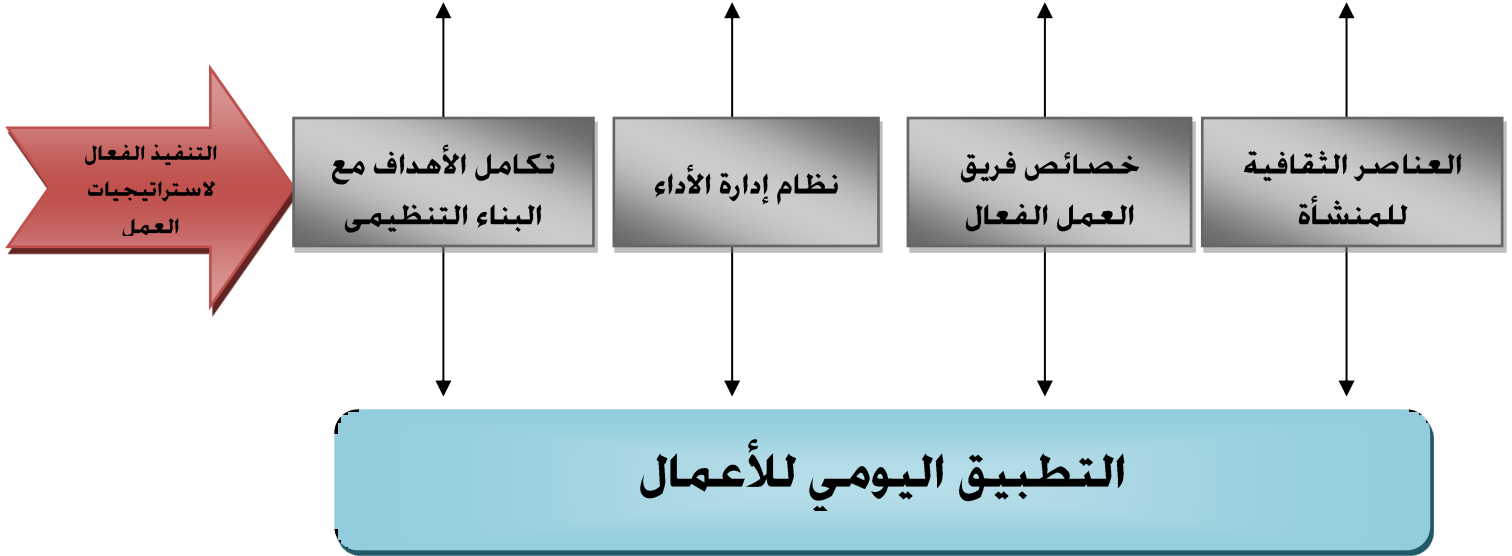 العناصر الثقافية
للمنشأة
خصائص فريق
العمل الفعال
نظام إدارة الأداء
تكامل الأهداف مع
البناء التنظيمى
التنفيذ الفعال
لاستراتيجيات
العمل
التطبيق اليومي للأعمال